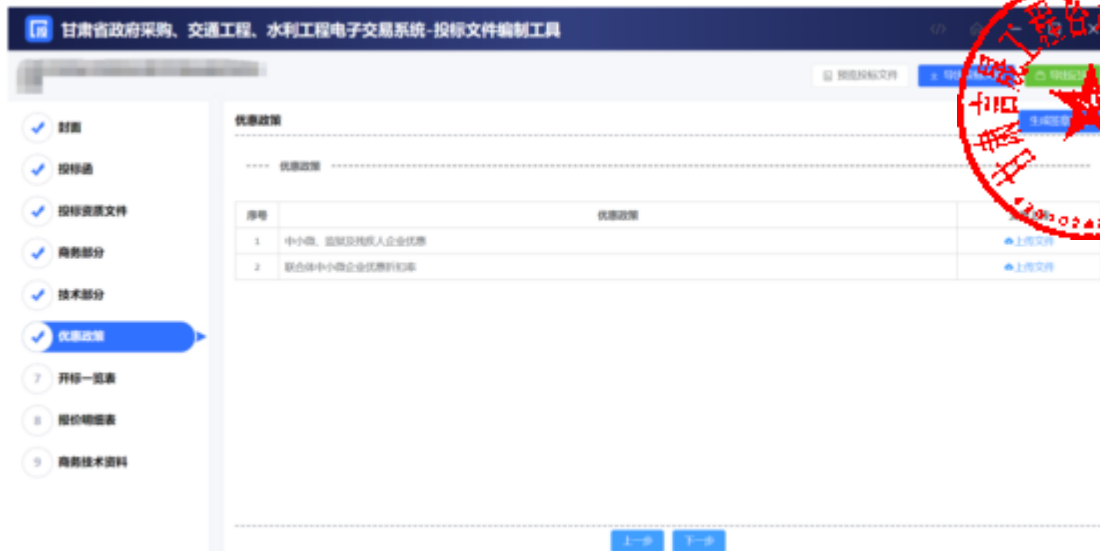 甘肃省政府采购、交通工程、水利工程电子交易系统-投标文件编制工具
预览投标文件
封面
优惠政策
投标函
优惠政策
投标资质文件
序号 优惠政策
1 中小微、监狱及残疾人企业优惠 上传文件
商务部分
2 联合体中小微企业优惠折扣率 上传文件
技术部分
优惠政策
7 开标一览表
8 报价明细表
9 商务技术资料
上一步 下一步